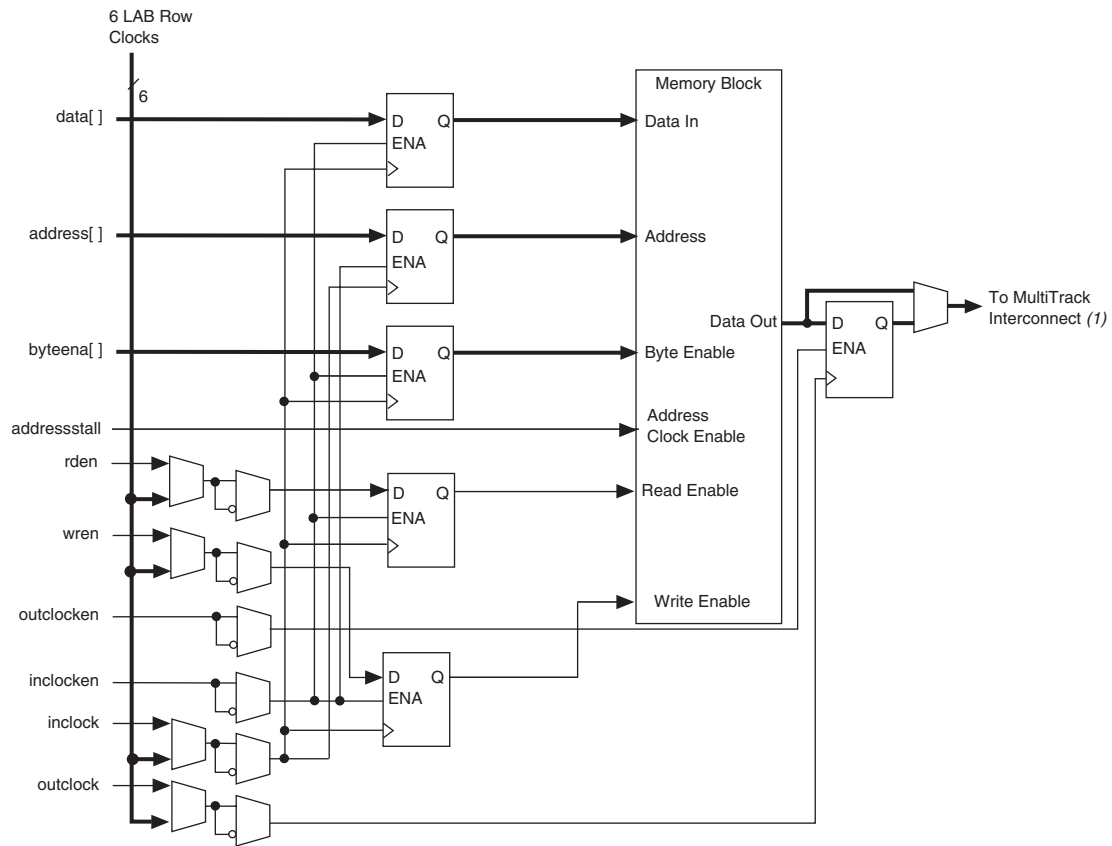 6 LAB Row
Clocks
6
Memory Block
data[ ]
D Q
ENA
Data In
address[ ]
D Q
ENA
Address
To MultiTrack
Interconnect (1)
Data Out
D Q
ENA
byteena[ ]
D Q
ENA
Byte Enable
addressstall
Address
Clock Enable
rden
D Q
ENA
Read Enable
wren
outclocken
Write Enable
inclocken
D Q
ENA
inclock
outclock